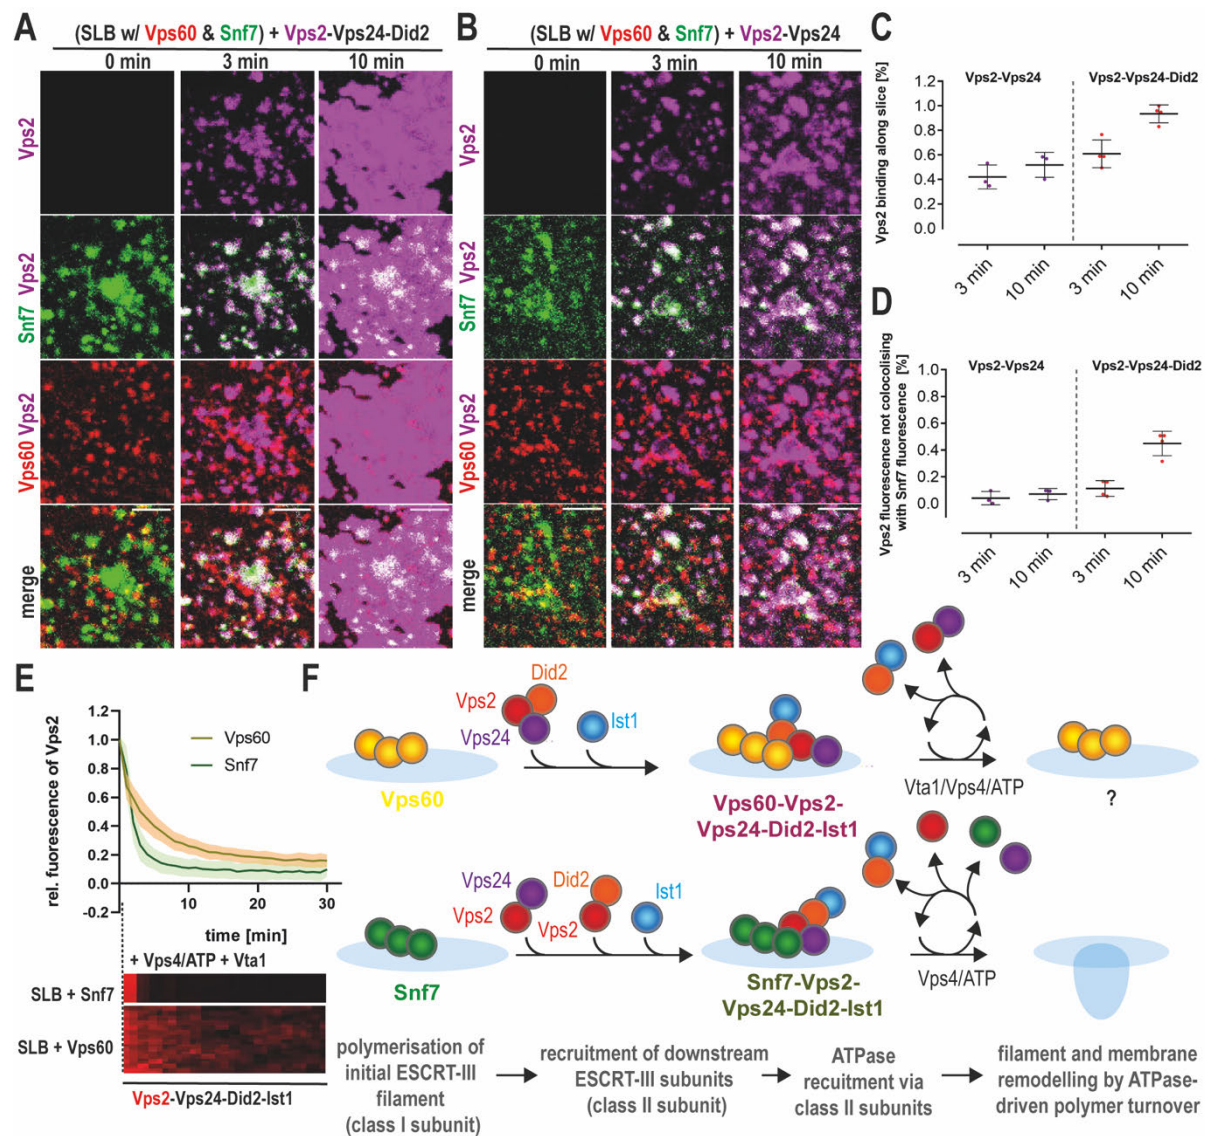 A
(SLB w/ Vps60 & Snf7) + Vps2-Vps24-Did2
0 min
3 min
10 min
Vps2
Snf7 Vps2
Vps60 Vps2
merge
B
(SLB w/ Vps60 & Snf7) + Vps2-Vps24
0 min
3 min
10 min
Vps2
Snf7 Vps2
Vps60 Vps2
merge
C
Vps2 binding along slice [%]
1.2
1.0
0.8
0.6
0.4
0.2
0.0
Vps2-Vps24
Vps2-Vps24-Did2
3 min
10 min
3 min
10 min
D
Vps2 fluorescence not colocolising
with Snf7 fluorescence [%]
1.0
0.8
0.6
0.4
0.2
0.0
Vps2-Vps24
Vps2-Vps24-Did2
3 min
10 min
3 min
10 min
E
rel. fluorescence of Vps2
1.2
1.0
0.8
0.6
0.4
0.2
0.0
-0.2
Vps60
Snf7
10
20
30
time [min]
+ Vps4/ATP + Vta1
SLB + Snf7
SLB + Vps60
Vps2-Vps24-Did2-Ist1
F
Did2
Vps2
Vps24
Ist1
Vps60
Vps60-Vps2-
Vps24-Did2-Ist1
Vta1/Vps4/ATP
?
Vps24
Did2
Ist1
Vps2
Vps2
Snf7
Snf7-Vps2-
Vps24-Did2-Ist1
Vps4/ATP
polymerisation of
initial ESCRT-III
filament
(class I subunit)
recruitment of downstream
ESCRT-III subunits
(class II subunit)
ATPase
recuitment via
class II subunits
filament and membrane
remodelling by ATPase-
driven polymer turnover